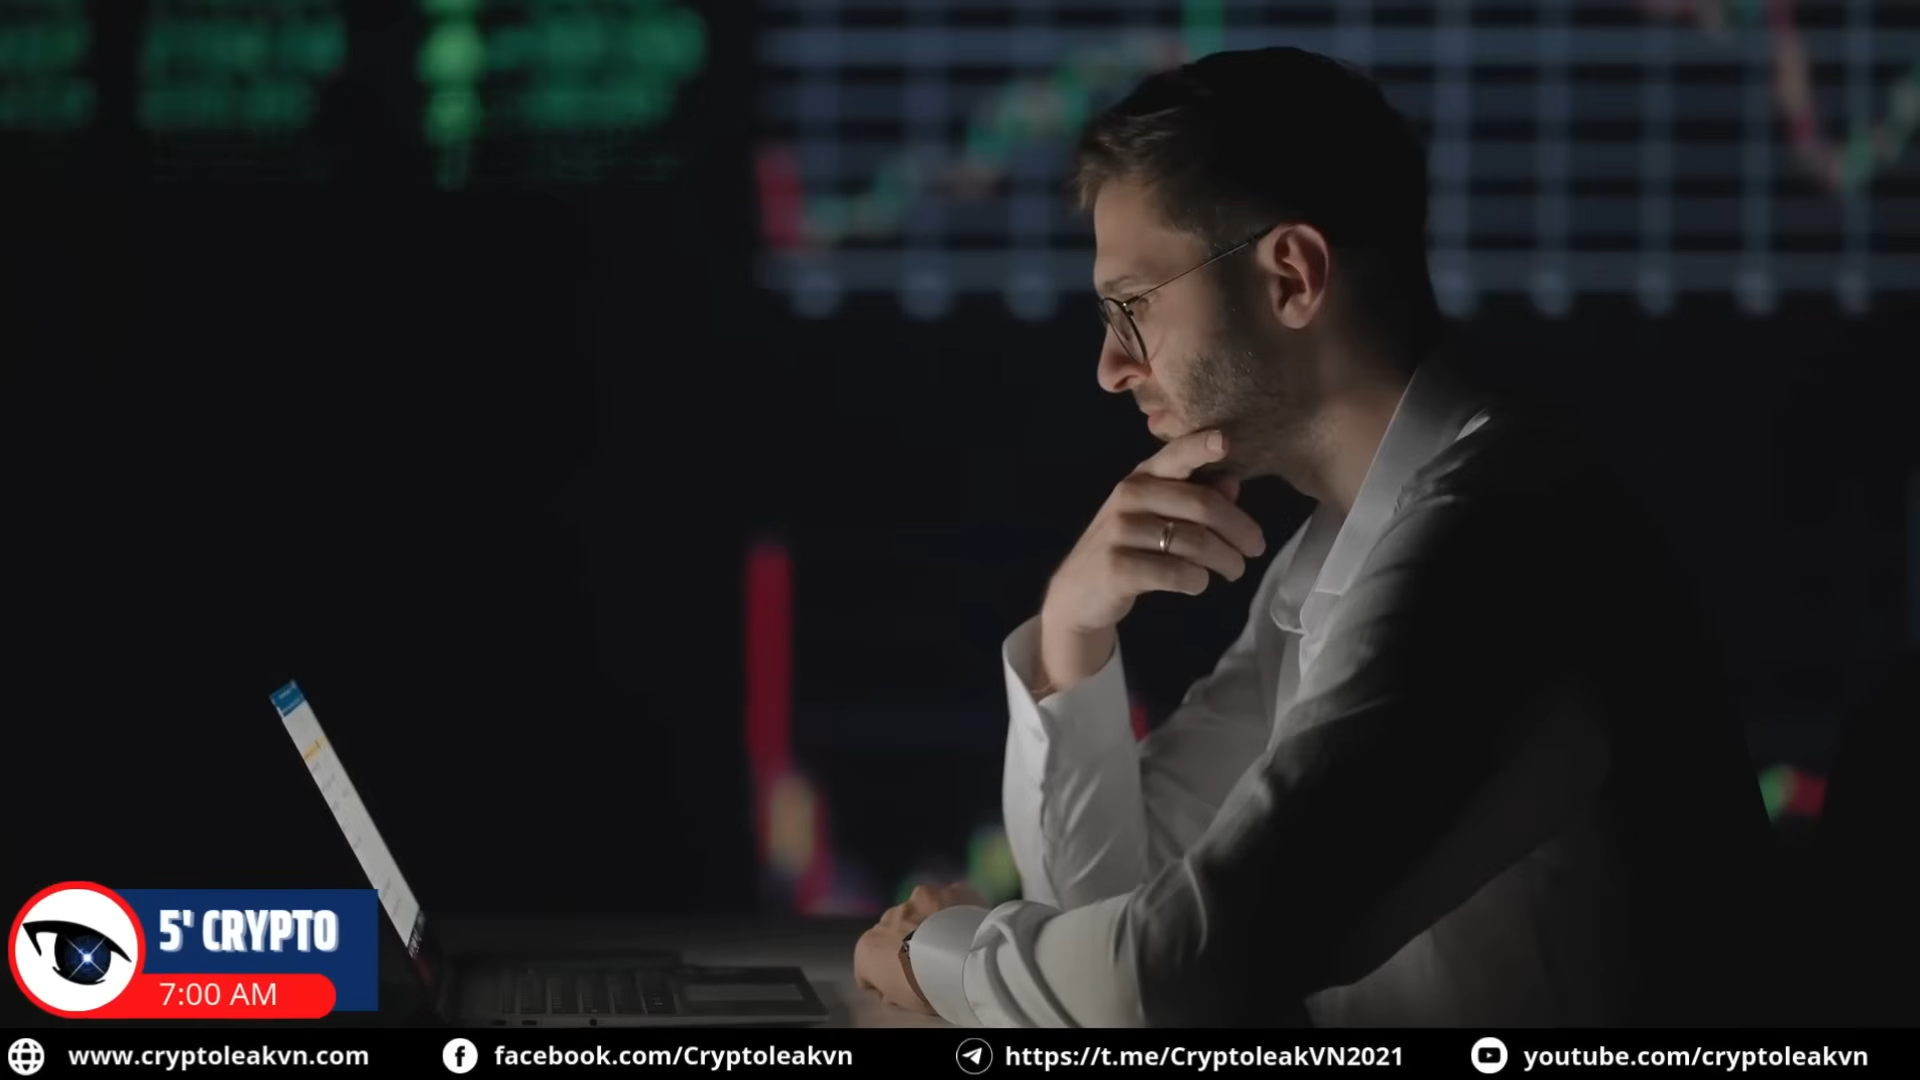 5' CRYPTO
7:00 AM
www.cryptoleakvn.com
facebook.com/Cryptoleakvn
https://t.me/CryptoleakVN2021
youtube.com/cryptoleakvn